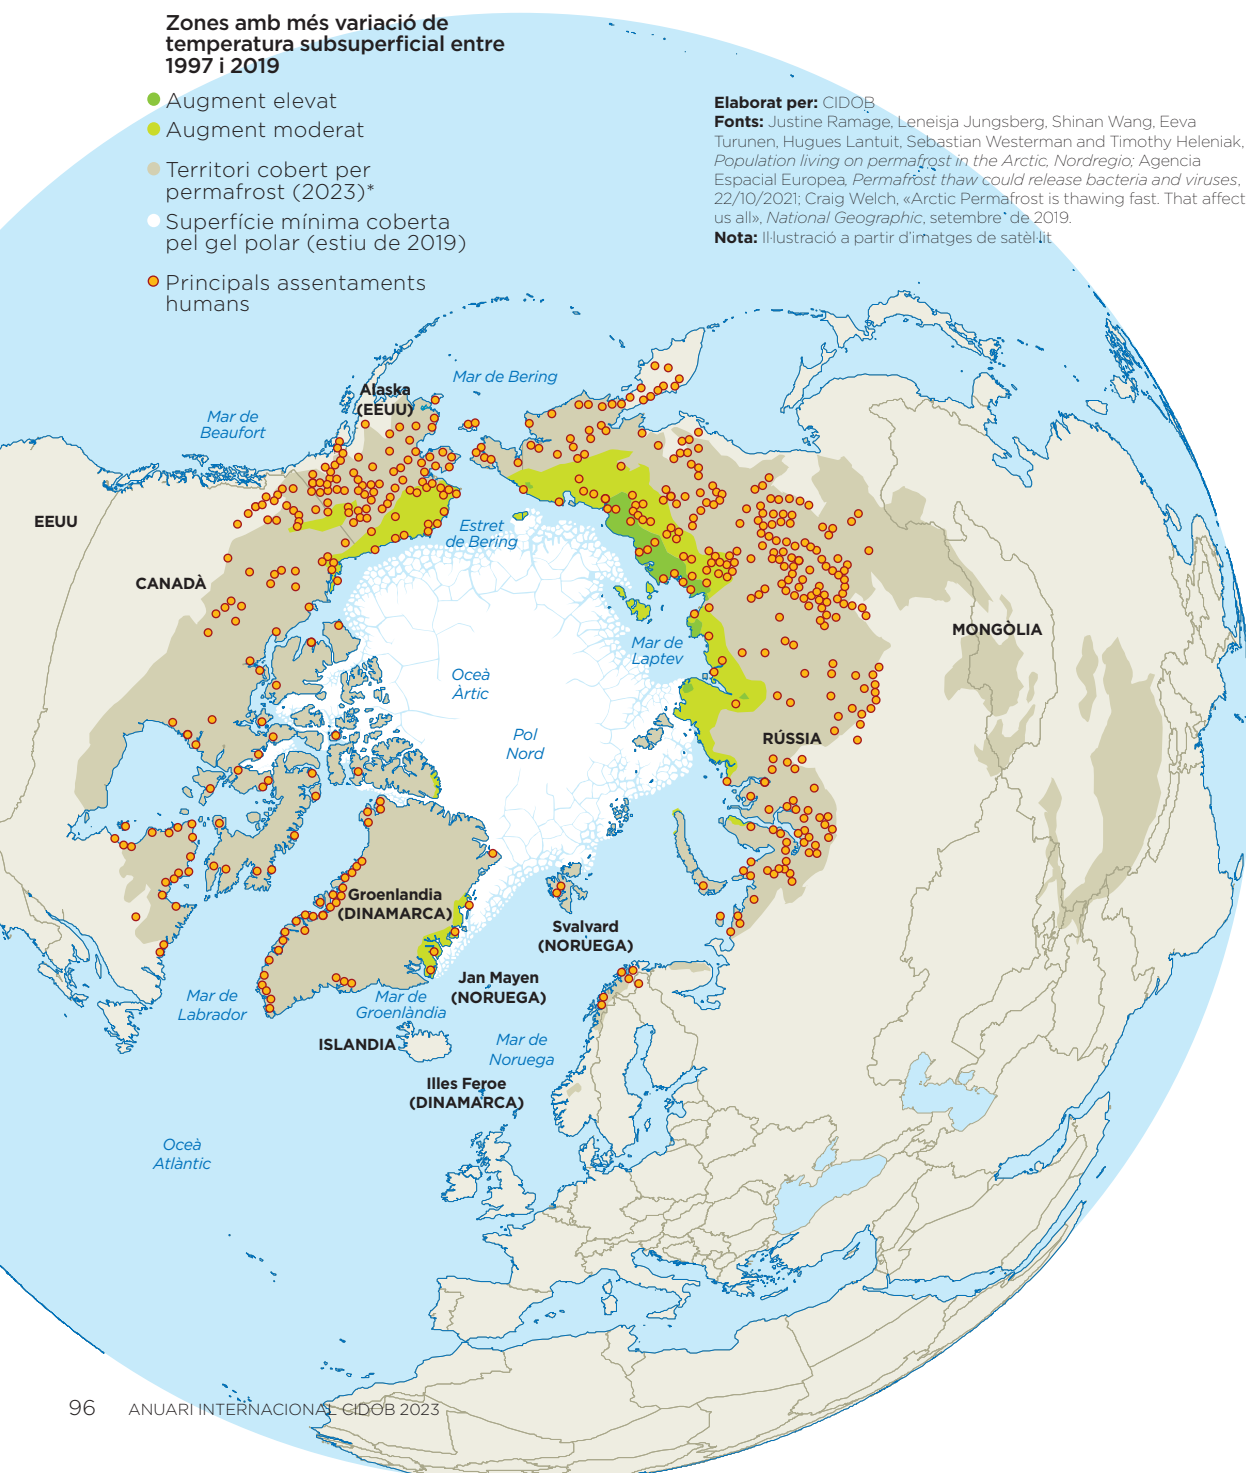 Zones amb més variació de
temperatura subsuperficial entre
1997 i 2019
Augment elevat
Augment moderat
Territori cobert per
permafrost (2023)*
Superfície mínima coberta
pel gel polar (estiu de 2019)
Principals assentaments
humans
Elaborat per: CIDOB
Fonts: Justine Ramage, Leneisja Jungsberg, Shinan Wang, Eeva
Turunen, Hugues Lantuit, Sebastian Westerman and Timothy Heleniak,
Population living on permafrost in the Arctic, Nordregio; Agencia
Espacial Europea, Permafrost thaw could release bacteria and viruses,
22/10/2021; Craig Welch, «Arctic Permafrost is thawing fast. That affect
us all», National Geographic, setembre de 2019.
Nota: Il·lustració a partir d'imatges de satèl·lit
Mar de Bering
Alaska
(EEUU)
Mar de
Beaufort
EEUU
Estret
de Bering
CANADÀ
MONGÒLIA
Mar de
Laptev
Oceà
Àrtic
Pol
Nord
RÚSSIA
Groenlandia
(DINAMARCA)
Svalvard
(NORUEGA)
Jan Mayen
(NORUEGA)
Mar de
Labrador
Mar de
Groenlàndia
ISLANDIA
Mar de
Noruega
Illes Feroe
(DINAMARCA)
Oceà
Atlàntic
96 ANUARI INTERNACIONAL CIDOB 2023